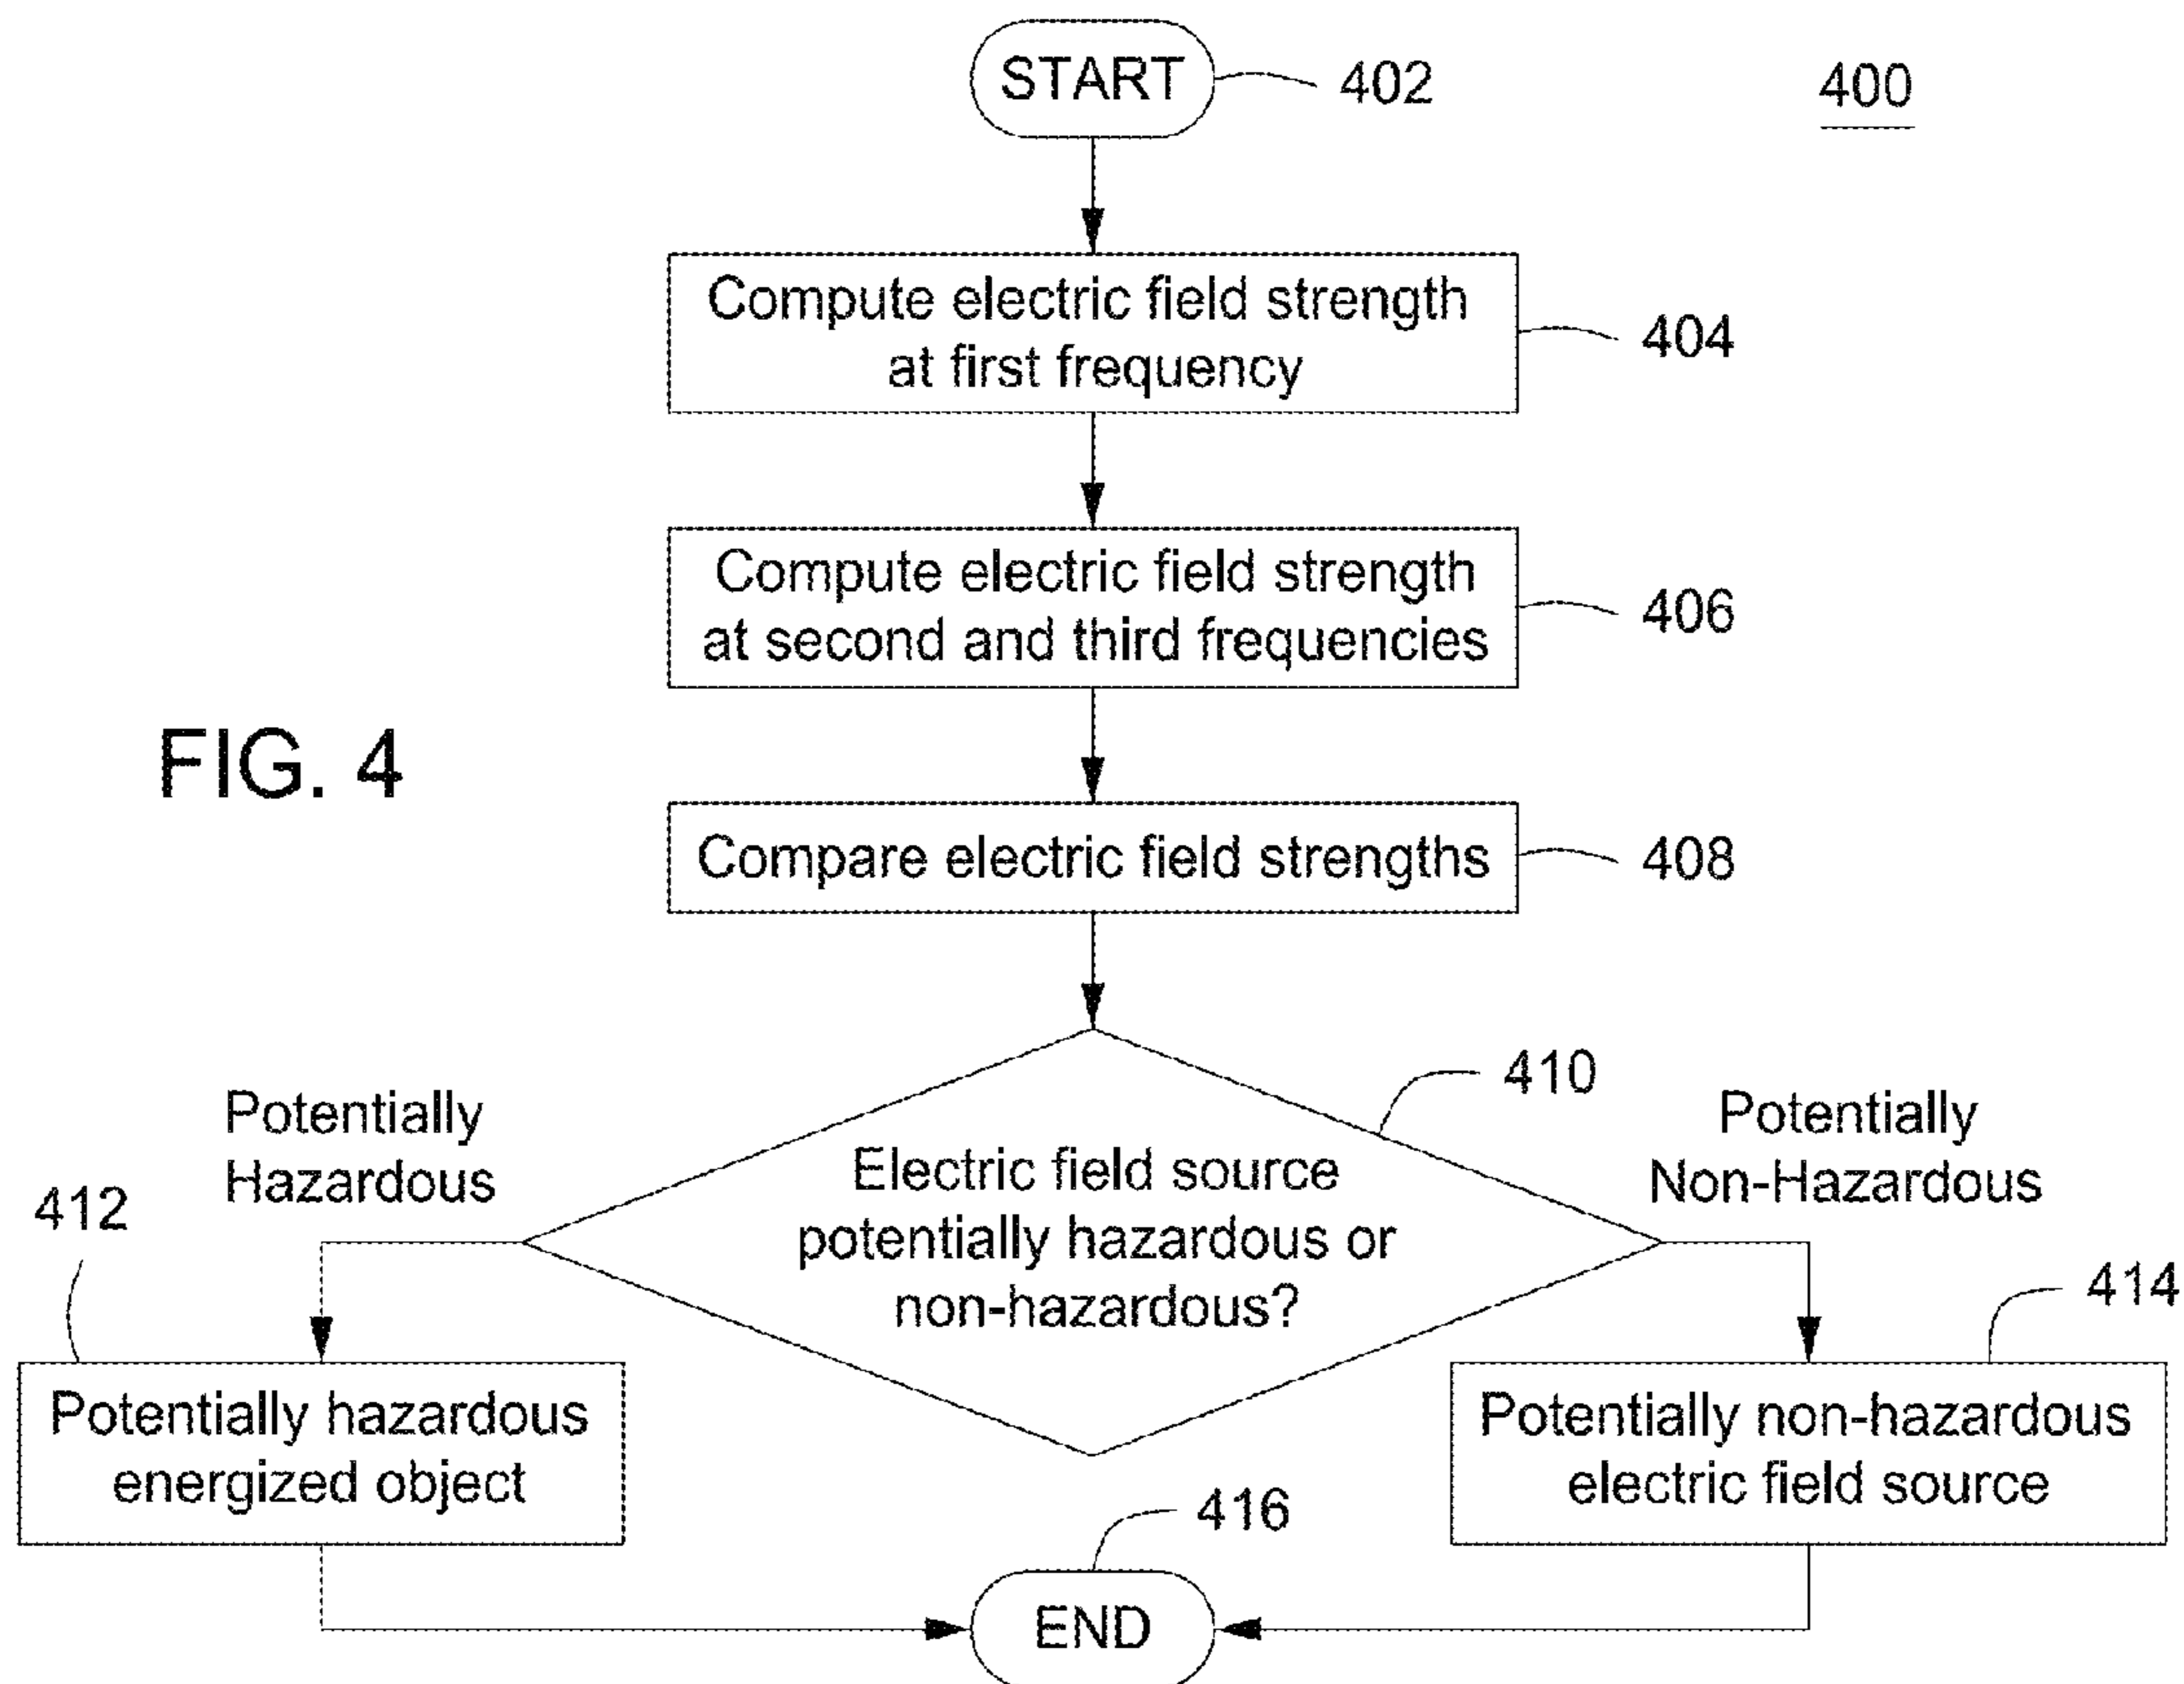 START
402
400
Compute electric field strength
at first frequency
404
Compute electric field strength
at second and third frequencies
406
FIG. 4
Compare electric field strengths
408
410
Potentially
Hazardous
Potentially
Non-Hazardous
Electric field source
potentially hazardous or
non-hazardous?
412
414
Potentially hazardous
energized object
Potentially non-hazardous
electric field source
416
END